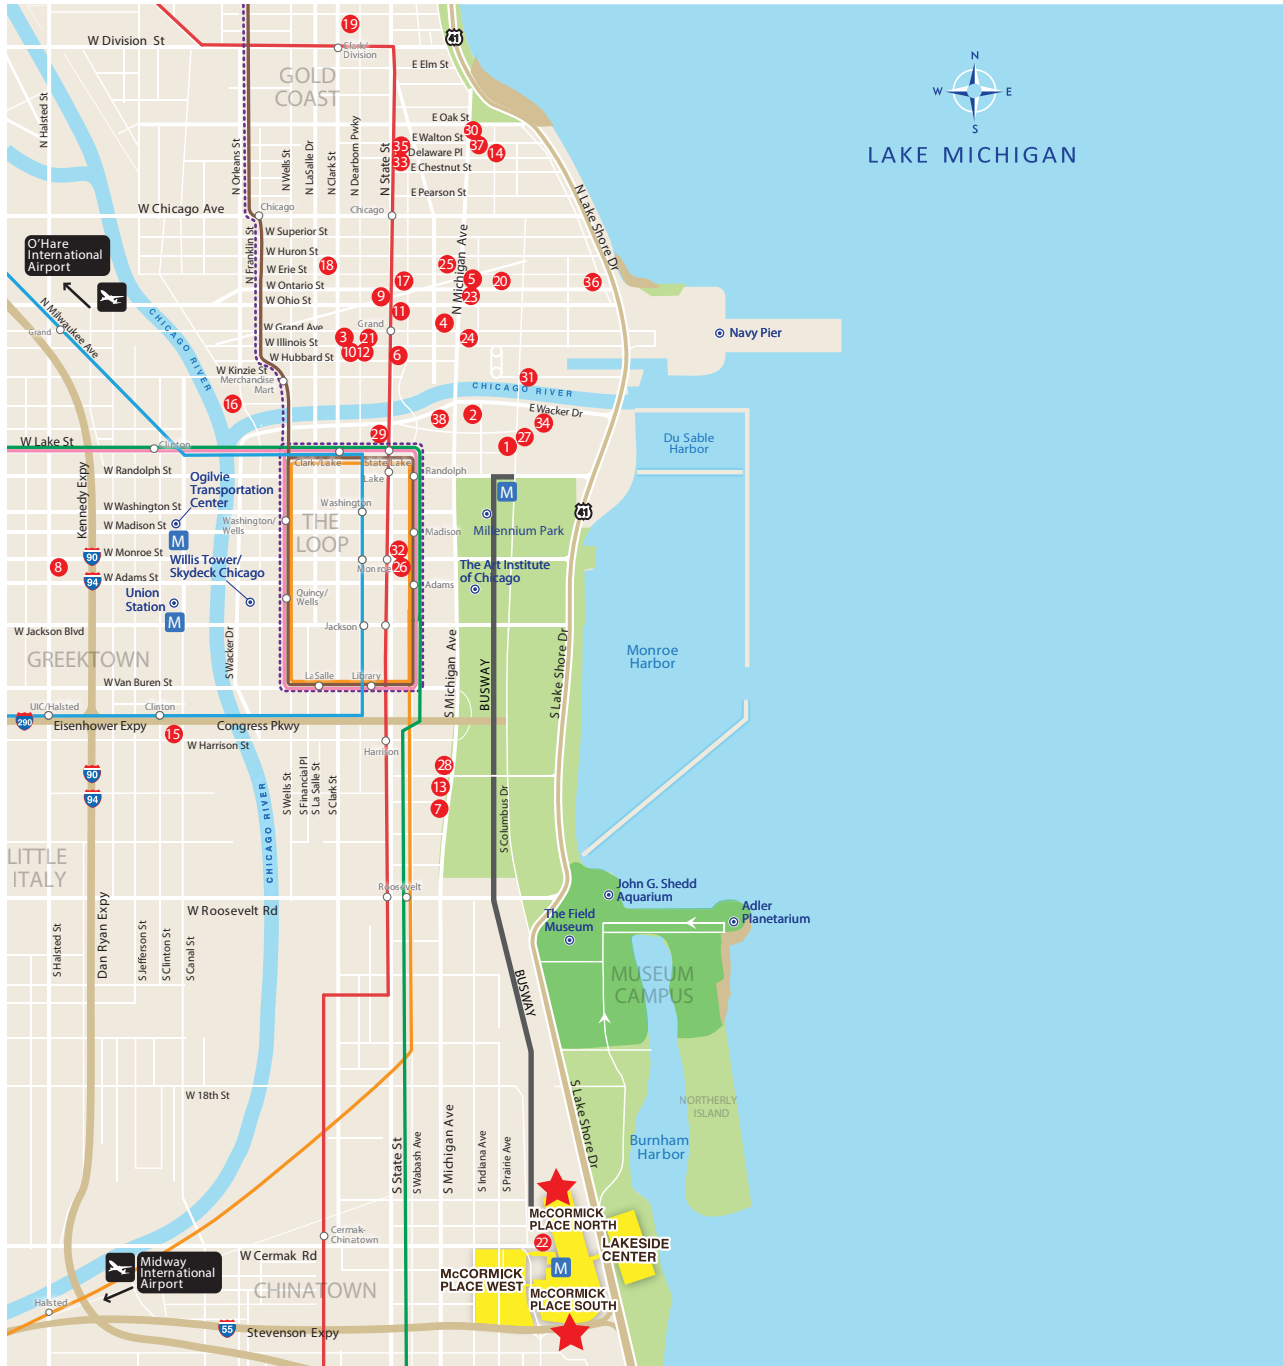 19
41
W Division St
Clark/
Division
GOLD
COAST
E Elm St
N
W
E
S
LAKE MICHIGAN
N Halsted St
E Oak St
30
E Walton St
37
35
Delaware Pl
14
33
E Chestnut St
N Orleans St
N Wells St
N LaSalle Dr
N Clark St
N Dearborn Pkwy
N State St
E Pearson St
W Chicago Ave
Chicago
Chicago
N Lake Shore Dr
W Superior St
N Franklin St
N Michigan Ave
O'Hare
International
Airport
W Huron St
18
W Erie St
25
5
20
36
17
W Ontario St
9
23
W Ohio St
11
N Milwaukee Ave
CHICAGO RIVER
Grand
W Grand Ave
Grand
4
Navy Pier
3
21
24
W Illinois St
10
12
6
W Hubbard St
W Kinzie St
Merchandise
Mart
31
CHICAGO RIVER
16
2
E Wacker Dr
38
34
29
27
1
Du Sable
Harbor
W Lake St
Clinton
Clark/Lake
State/Lake
Lake
Randolph
W Randolph St
Kennedy Expy
Ogilvie
Transportation
Center
M
41
W Washington St
Washington
Washington/
Wells
THE
LOOP
W Madison St
Madison
Millennium Park
M
W Monroe St
90
32
Willis Tower/
Skydeck Chicago
Monroe
26
The Art Institute
of Chicago
8
94
W Adams St
Adams
Union
Station
M
Quincy/
Wells
W Jackson Blvd
Jackson
S Wacker Dr
GREEKTOWN
S Michigan Ave
BUSWAY
S Lake Shore Dr
Monroe
Harbor
W Van Buren St
LaSalle
Library
UIC/Halsted
Clinton
290
Eisenhower Expy
Congress Pkwy
15
W Harrison St
Harrison
90
94
28
13
7
S Wells St
S Financial Pl
S La Salle St
S Clark St
CHICAGO RIVER
S Columbus Dr
LITTLE
ITALY
Roosevelt
John G. Shedd
Aquarium
W Roosevelt Rd
The Field
Museum
Adler
Planetarium
S Halsted St
Dan Ryan Expy
S Jefferson St
S Clinton St
S Canal St
BUSWAY
MUSEUM
CAMPUS
W 18th St
S Lake Shore Dr
NORTHERLY
ISLAND
S State St
S Wabash Ave
S Michigan Ave
S Indiana Ave
S Prairie Ave
Burnham
Harbor
McCORMICK
PLACE NORTH
Cermak-
Chinatown
22
LAKESIDE
CENTER
W Cermak Rd
Midway
International
Airport
M
McCORMICK
PLACE WEST
CHINATOWN
McCORMICK
PLACE SOUTH
Halsted
55
Stevenson Expy